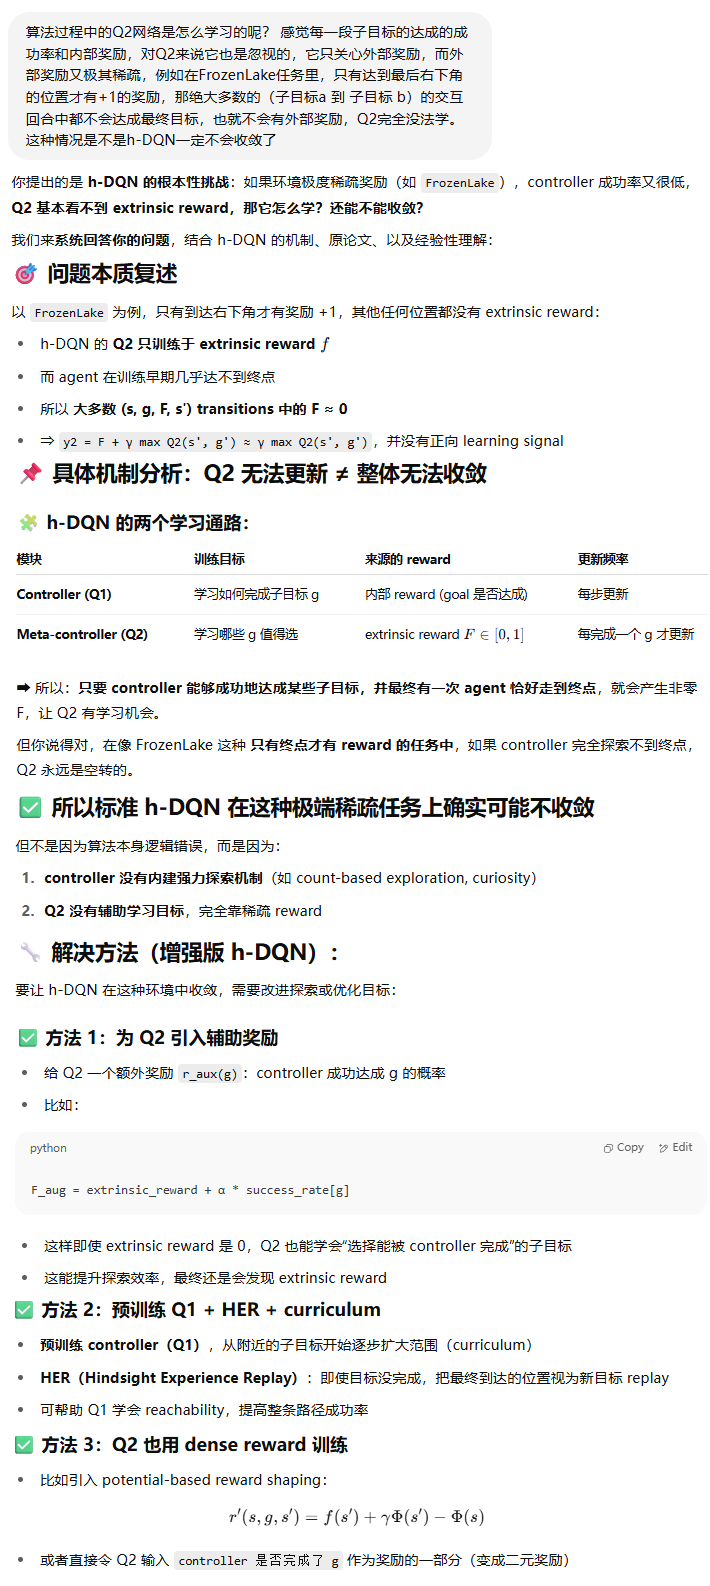 算法过程中的Q2网络是怎么学习的呢？ 感觉每一段子目标的达成的成
功率和内部奖励，对Q2来说它也是忽视的，它只关心外部奖励，而外
部奖励又极其稀疏，例如在FrozenLake任务里，只有达到最后右下角
的位置才有+1的奖励，那绝大多数的（子目标a 到 子目标 b）的交互
回合中都不会达成最终目标，也就不会有外部奖励，Q2完全没法学。
这种情况是不是h-DQN一定不会收敛了
你提出的是 h-DQN 的根本性挑战：如果环境极度稀疏奖励（如 FrozenLake），controller 成功率又很低，
Q2 基本看不到 extrinsic reward，那它怎么学？还能不能收敛？
我们来系统回答你的问题，结合 h-DQN 的机制、原论文、以及经验性理解：
🎯 问题本质复述
以 FrozenLake 为例，只有到达右下角才有奖励 +1，其他任何位置都没有 extrinsic reward：
• h-DQN 的 Q2 只训练于 extrinsic reward f
• 而 agent 在训练早期几乎达不到终点
• 所以 大多数 (s, g, F, s') transitions 中的 F ≈ 0
• ⇒ y2 = F + γ max Q2(s', g') ≈ γ max Q2(s', g')，并没有正向 learning signal
📌 具体机制分析：Q2 无法更新 ≠ 整体无法收敛
🧩 h-DQN 的两个学习通路：
模块 训练目标 来源的 reward 更新频率
Controller (Q1) 学习如何完成子目标 g 内部 reward (goal 是否达成) 每步更新
Meta-controller (Q2) 学习哪些 g 值得选 extrinsic reward F ∈ [0, 1] 每完成一个 g 才更新
➡ 所以：只要 controller 能够成功地达成某些子目标，并最终有一次 agent 恰好走到终点，就会产生非零
F，让 Q2 有学习机会。
但你说得对，在像 FrozenLake 这种 只有终点才有 reward 的任务中，如果 controller 完全探索不到终点，
Q2 永远是空转的。
✅ 所以标准 h-DQN 在这种极端稀疏任务上确实可能不收敛
但不是因为算法本身逻辑错误，而是因为：
1. controller 没有内建强力探索机制（如 count-based exploration, curiosity）
2. Q2 没有辅助学习目标，完全靠稀疏 reward
🔧 解决方法（增强版 h-DQN）：
要让 h-DQN 在这种环境中收敛，需要改进探索或优化目标：
✅ 方法 1：为 Q2 引入辅助奖励
• 给 Q2 一个额外奖励 r_aux(g)：controller 成功达成 g 的概率
• 比如：
python Copy Edit
F_aug = extrinsic_reward + α * success_rate[g]
• 这样即使 extrinsic reward 是 0，Q2 也能学会“选择能被 controller 完成”的子目标
• 这能提升探索效率，最终还是会发现 extrinsic reward
✅ 方法 2：预训练 Q1 + HER + curriculum
• 预训练 controller（Q1），从附近的子目标开始逐步扩大范围（curriculum）
• HER（Hindsight Experience Replay）：即使目标没完成，把最终到达的位置视为新目标 replay
• 可帮助 Q1 学会 reachability，提高整条路径成功率
✅ 方法 3：Q2 也用 dense reward 训练
• 比如引入 potential-based reward shaping：
r′(s, g, s′) = f(s′) + γΦ(s′) − Φ(s)
• 或者直接令 Q2 输入 controller 是否完成了 g 作为奖励的一部分（变成二元奖励）